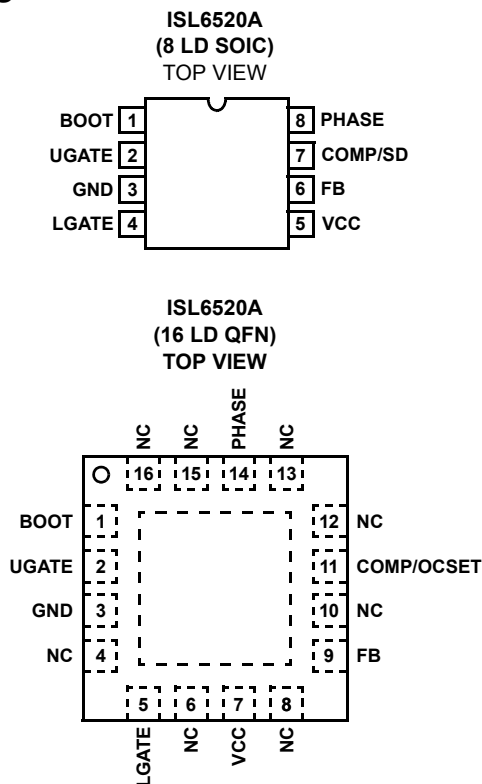 ISL6520A
(8 LD SOIC)
TOP VIEW
BOOT 1 8 PHASE
UGATE 2 7 COMP/SD
GND 3 6 FB
LGATE 4 5 VCC
ISL6520A
(16 LD QFN)
TOP VIEW
NC NC PHASE NC
16 15 14 13
BOOT 1 12 NC
UGATE 2 11 COMP/OCSET
GND 3 10 NC
NC 4 9 FB
5 6 7 8
LGATE NC VCC NC